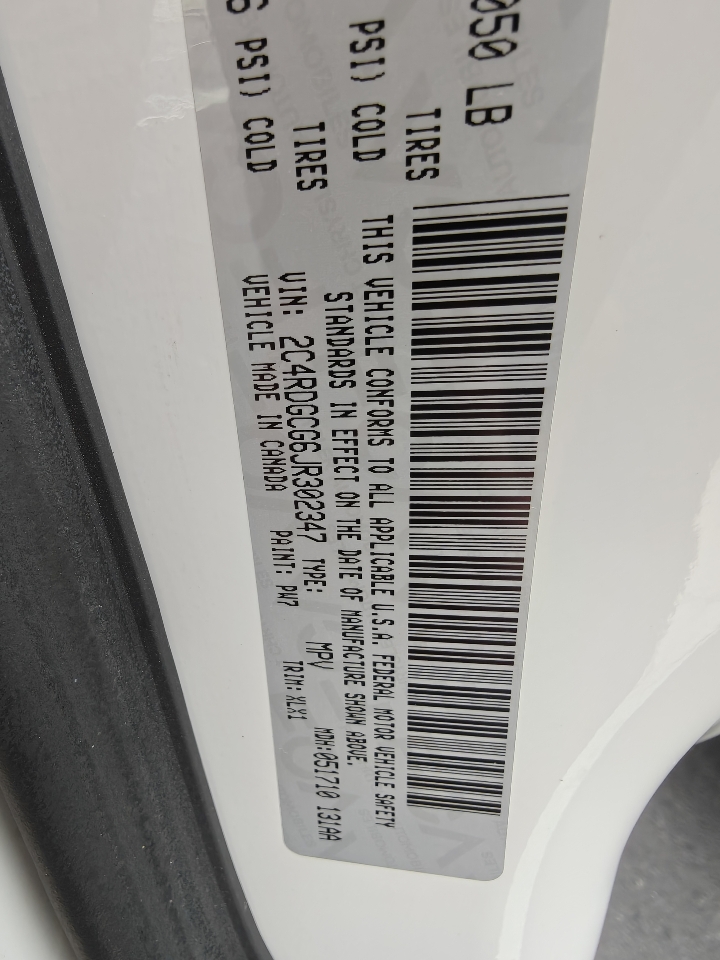 050 LB
TIRES
PSI) COLD
TIRES
6 PSI) COLD
THIS VEHICLE CONFORMS TO ALL APPLICABLE U.S.A. FEDERAL MOTOR VEHICLE SAFETY
STANDARDS IN EFFECT ON THE DATE OF MANUFACTURE SHOWN ABOVE.
VIN: 2C4RDGCG6JR302347 TYPE: MPV MDH:051710 131AA
VEHICLE MADE IN CANADA PAINT: PW7 TRIM:XLX1